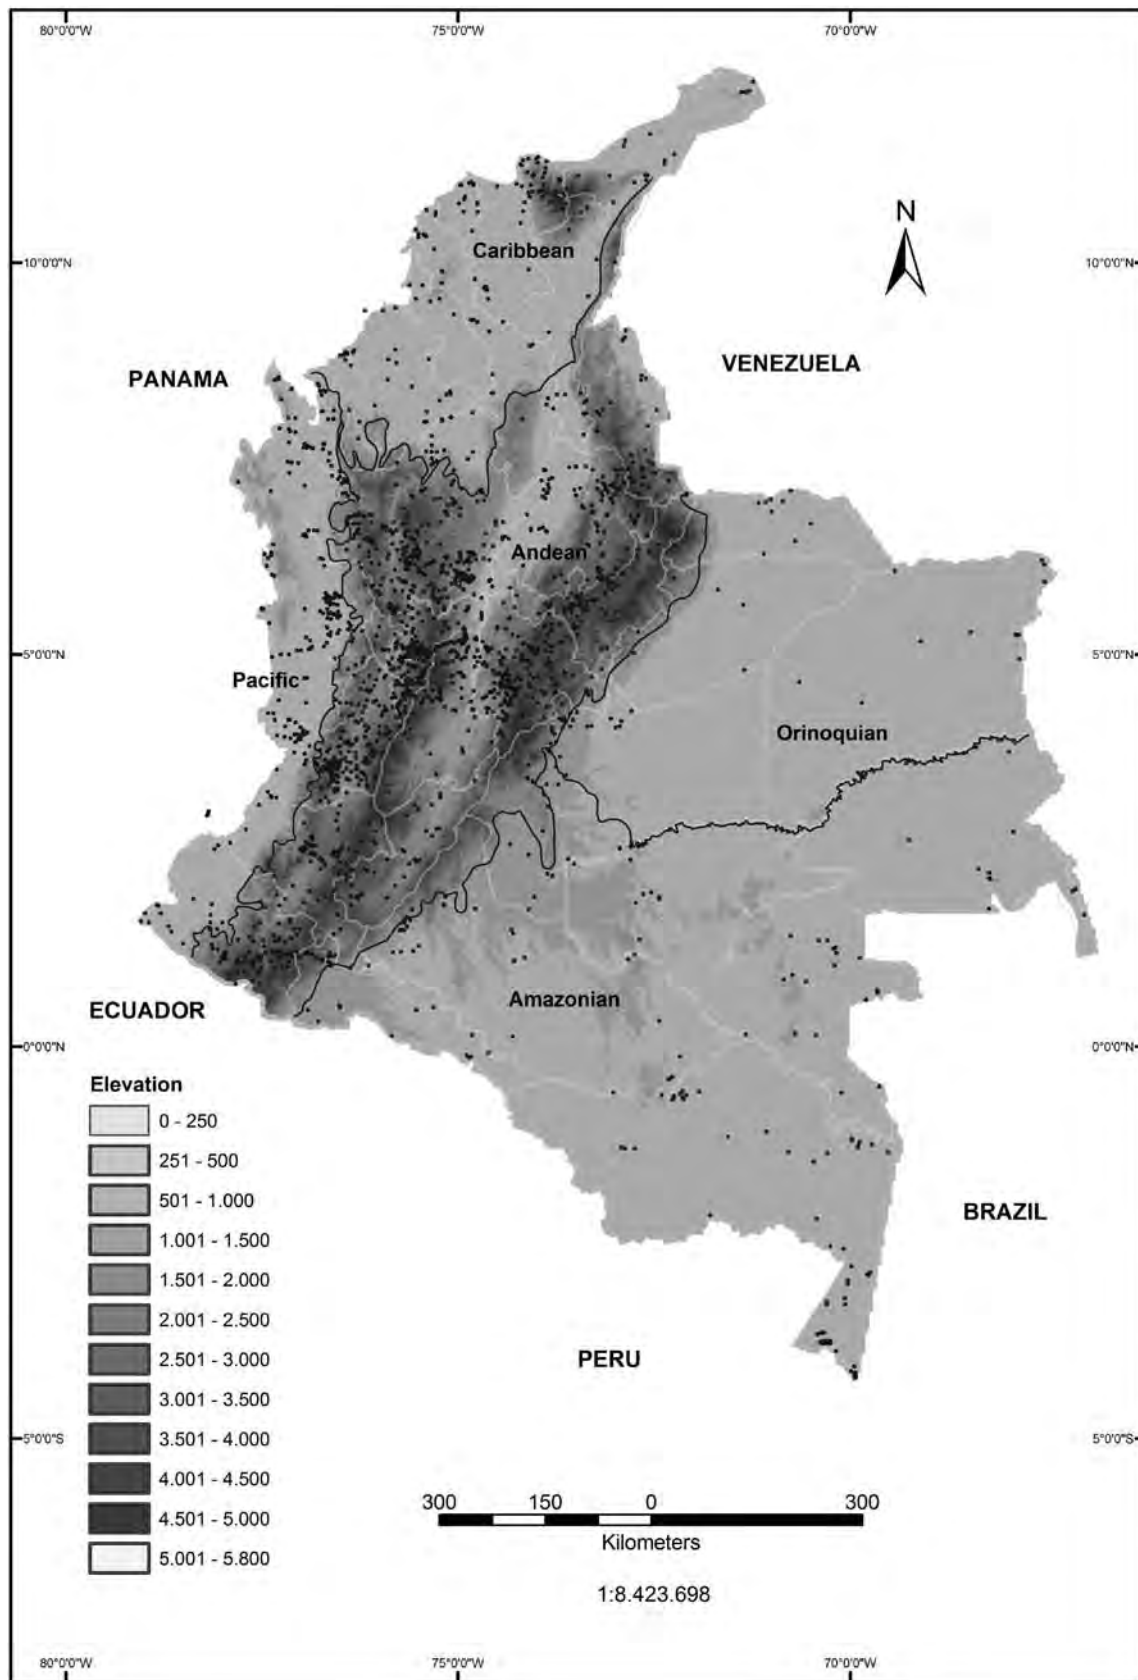 80°0'0"W 75°0'0"W 70°0'0"W
N
Caribbean
10°0'0"N 10°0'0"N
PANAMA
VENEZUELA
Andean
5°0'0"N 5°0'0"N
Pacific
Orinoquian
Amazonian
ECUADOR
0°0'0"N 0°0'0"N
Elevation
0 - 250
251 - 500
501 - 1.000
1.001 - 1.500
1.501 - 2.000
2.001 - 2.500
2.501 - 3.000
3.001 - 3.500
3.501 - 4.000
4.001 - 4.500
4.501 - 5.000
5.001 - 5.800
BRAZIL
PERU
5°0'0"S 5°0'0"S
300 150 0 300
Kilometers
1:8.423.698
80°0'0"W 75°0'0"W 70°0'0"W